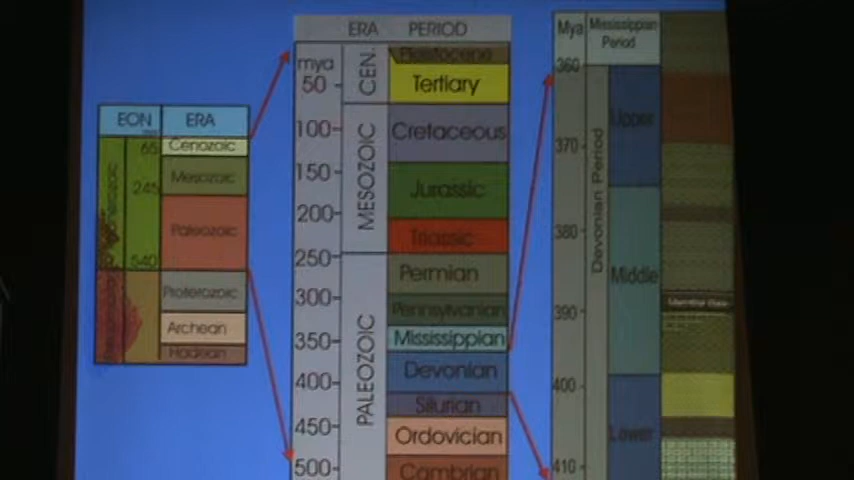 EON ERA
65 Cenozoic
Mesozoic
245
Paleozoic
540
Proterozoic
Archean
Hadean
ERA PERIOD
mya
CEN.
Pleistocene
50 Tertiary
MESOZOIC
100 Cretaceous
150
Jurassic
200
Triassic
250
PALEOZOIC
Permian
300
Pennsylvanian
Mississippian
350
Devonian
400
Silurian
450 Ordovician
500 Cambrian
Mya Mississippian
Period
360
Devonian Period
Upper
370
380
Middle
390
400
Lower
410